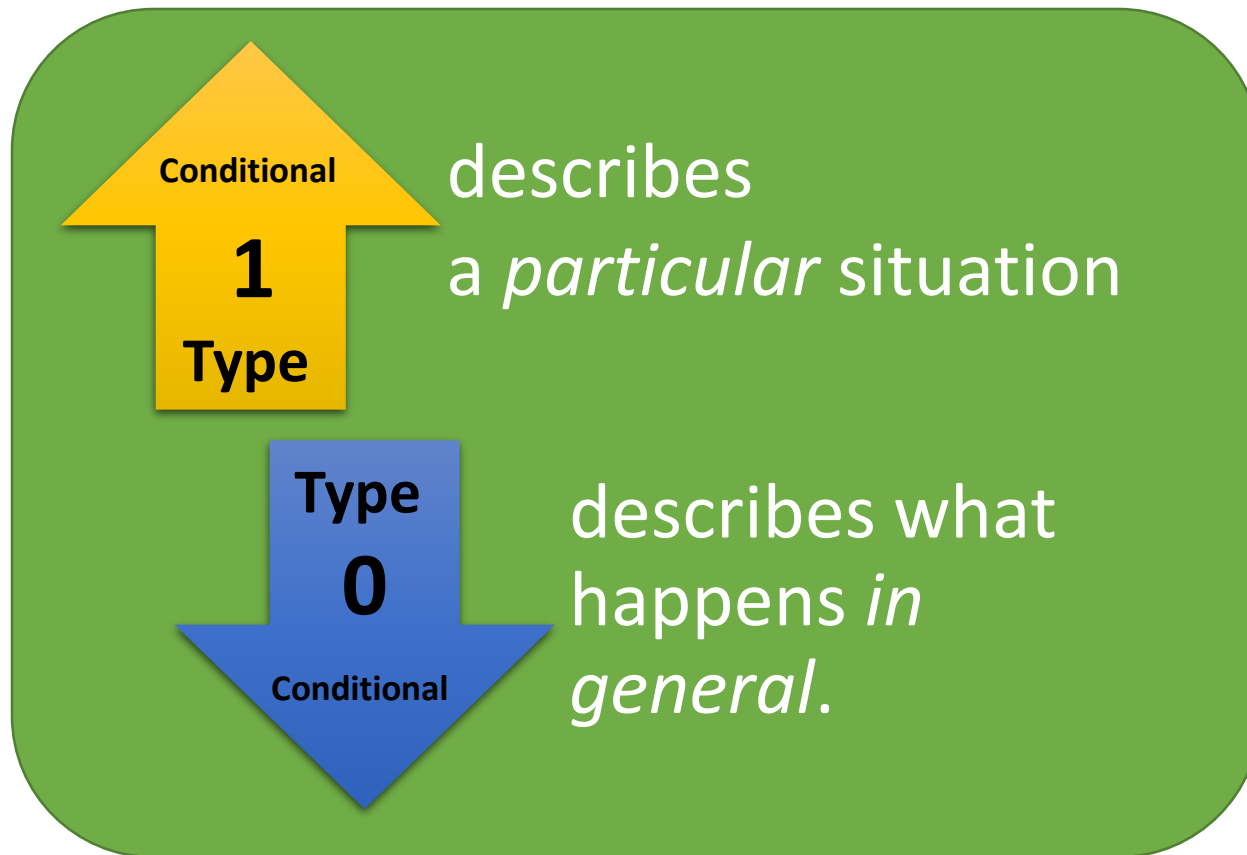 Conditional
1
Type
describes
a particular situation
Type
0
Conditional
describes what
happens in
general.